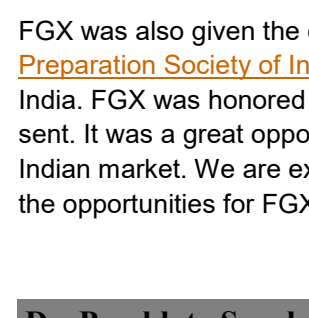 FGX was also given the
Preparation Society of In
India. FGX was honored
sent. It was a great oppo
Indian market. We are ex
the opportunities for FGX